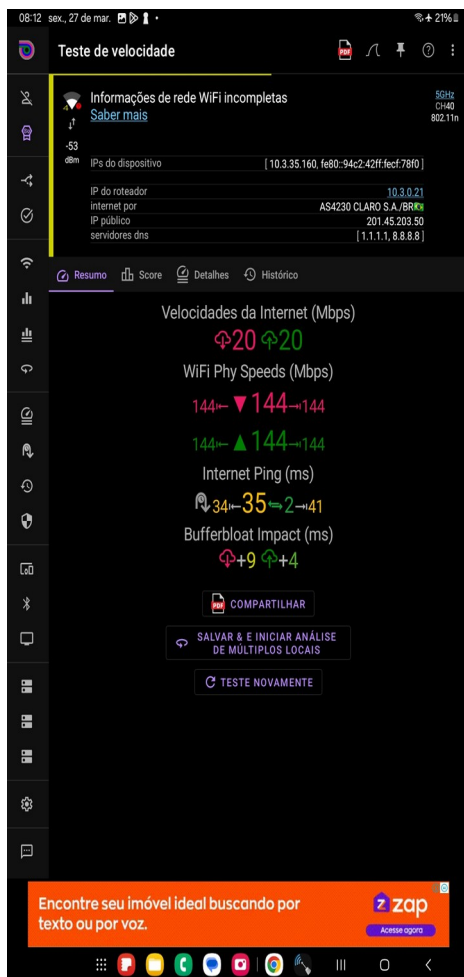 08:12 sex., 27 de mar.
21%
Teste de velocidade
PDF
Informações de rede WiFi incompletas
Saber mais
5GHz
CH40
802.11n
-53
dBm
IPs do dispositivo [ 10.3.35.160, fe80::94c2:42ff:fecf:78f0 ]
IP do roteador 10.3.0.21
internet por AS4230 CLARO S.A./BR
IP público 201.45.203.50
servidores dns [ 1.1.1.1, 8.8.8.8 ]
Resumo Score Detalhes Histórico
Velocidades da Internet (Mbps)
20 20
WiFi Phy Speeds (Mbps)
144 ▼ 144 144
144 ▲ 144 144
Internet Ping (ms)
34 35 2 41
Bufferbloat Impact (ms)
+9 +4
PDF COMPARTILHAR
SALVAR & E INICIAR ANÁLISE
DE MÚLTIPLOS LOCAIS
TESTE NOVAMENTE
Encontre seu imóvel ideal buscando por
texto ou por voz.
Z zap
Acesse agora